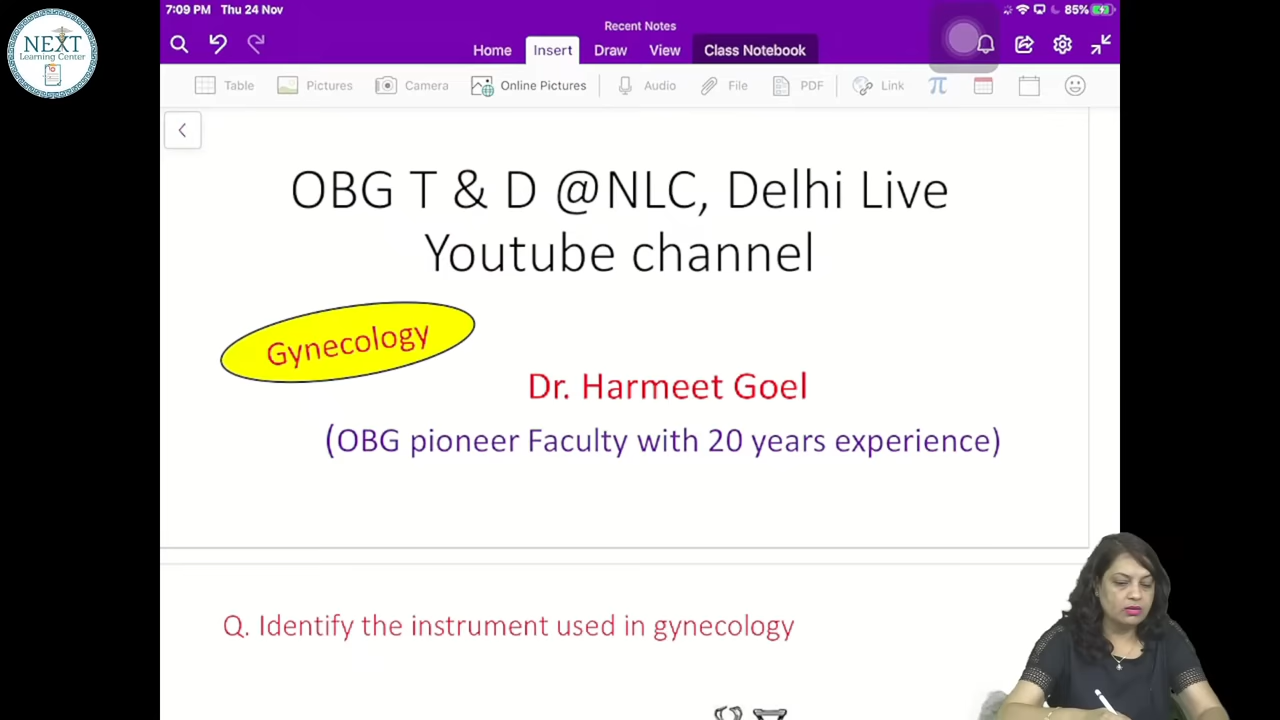 7:09 PM Thu 24 Nov
Recent Notes
85%
NEXT
Learning Center
Home Insert Draw View Class Notebook
Table Pictures Camera Online Pictures Audio File PDF Link π
OBG T & D @NLC, Delhi Live
Youtube channel
Gynecology
Dr. Harmeet Goel
(OBG pioneer Faculty with 20 years experience)
Q. Identify the instrument used in gynecology